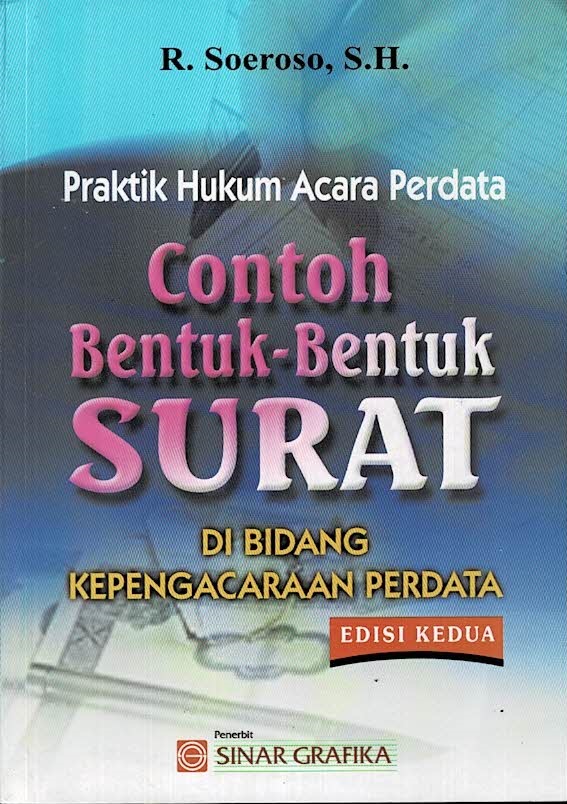 R. Soeroso, S.H.
Praktik Hukum Acara Perdata
Contoh
Bentuk-Bentuk
SURAT
DI BIDANG
KEPENGACARAAN PERDATA
EDISI KEDUA
Penerbit
SINAR GRAFIKA